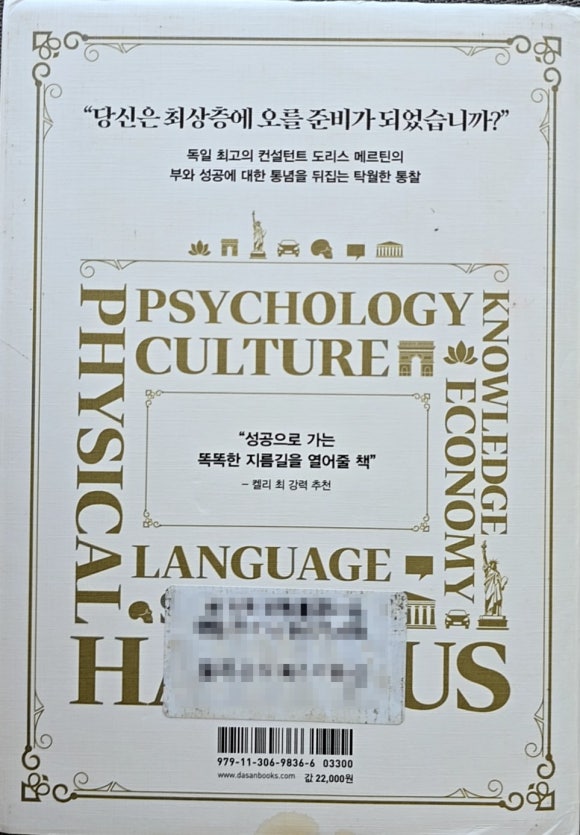 “당신은 최상층에 오를 준비가 되었습니까?”
독일 최고의 컨설턴트 도리스 메르틴의
부와 성공에 대한 통념을 뒤집는 탁월한 통찰
PSYCHOLOGY
CULTURE
PHYSICAL
KNOWLEDGE
ECONOMY
“성공으로 가는
똑똑한 지름길을 열어줄 책”
– 켈리 최 강력 추천
LANGUAGE
979-11-306-9836-6 03300
www.dasanbooks.com 값 22,000원